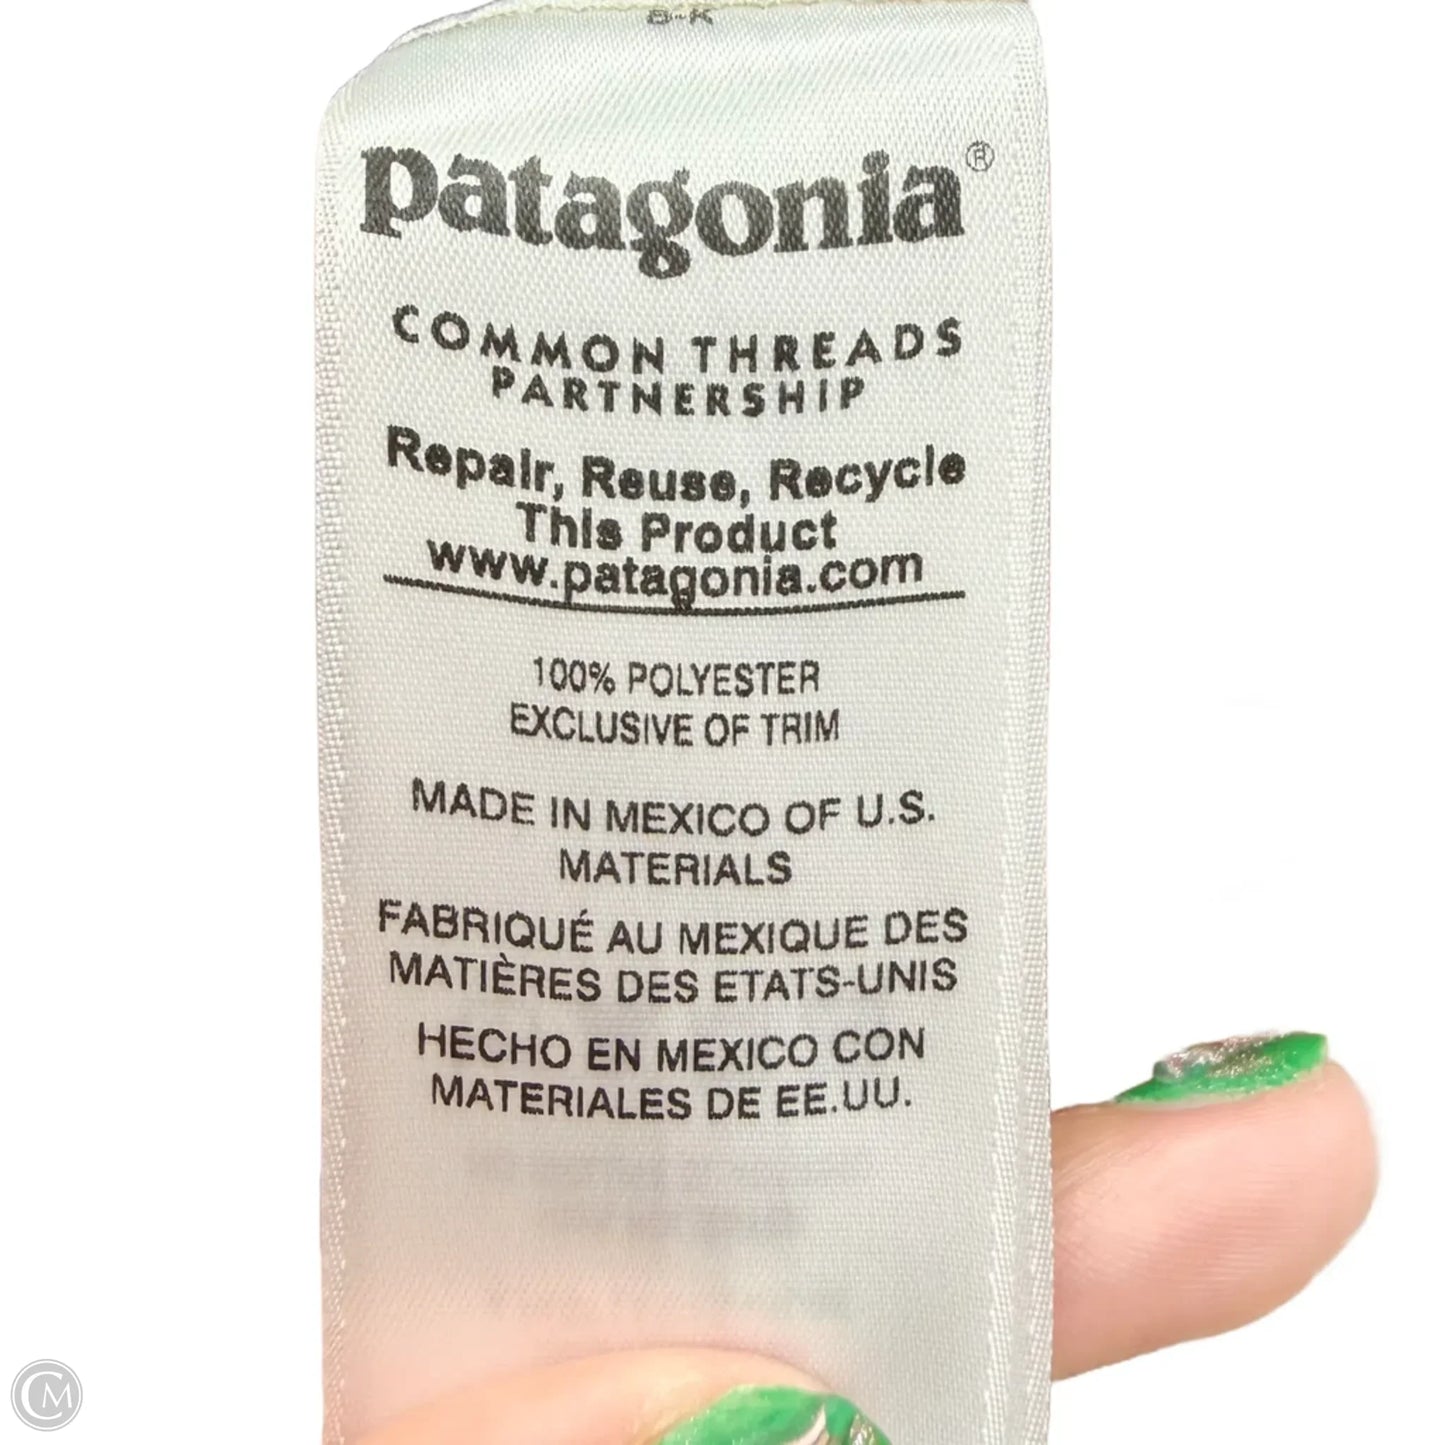 patagonia®
COMMON THREADS
PARTNERSHIP
Repair, Reuse, Recycle
This Product
www.patagonia.com
100% POLYESTER
EXCLUSIVE OF TRIM
MADE IN MEXICO OF U.S.
MATERIALS
FABRIQUÉ AU MEXIQUE DES
MATIÈRES DES ETATS-UNIS
HECHO EN MEXICO CON
MATERIALES DE EE.UU.
CM